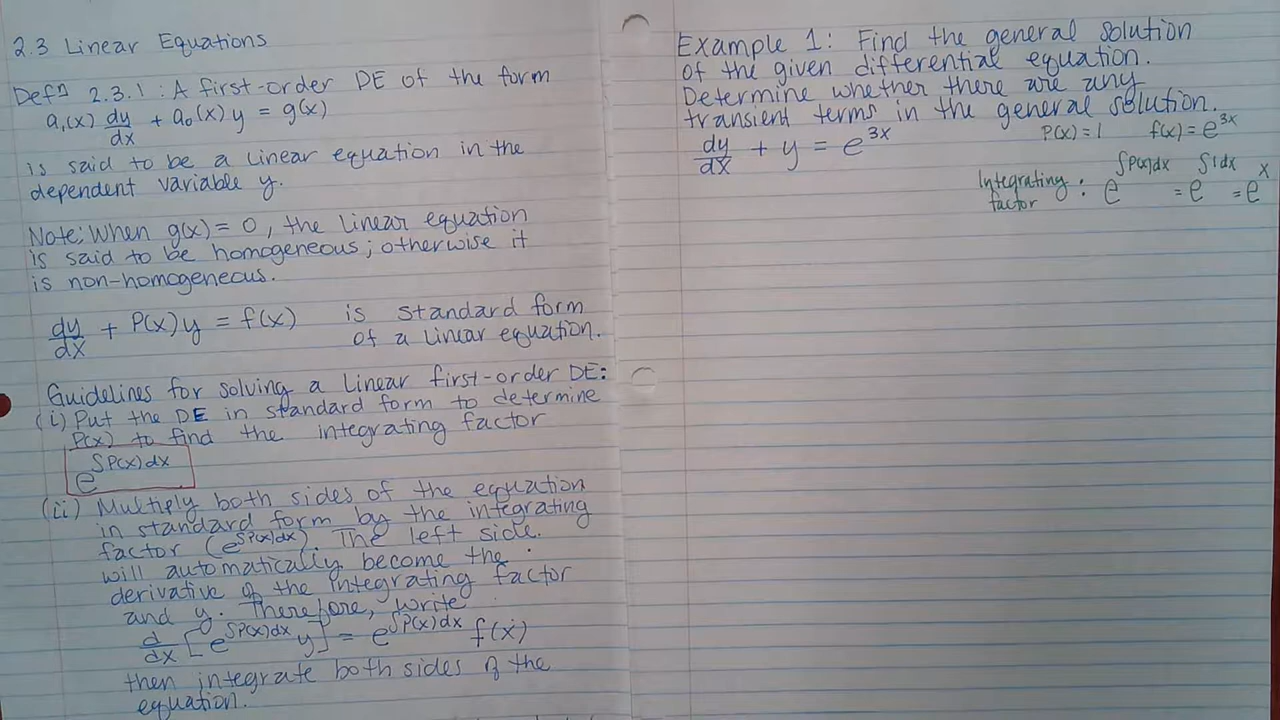 2.3 Linear Equations
Defⁿ 2.3.1: A first-order DE of the form
a₁(x) dy/dx + a₀(x) y = g(x)
is said to be a linear equation in the
dependent variable y.
Note: When g(x) = 0, the linear equation
is said to be homogeneous; otherwise it
is non-homogeneous.
dy/dx + P(x)y = f(x) is standard form
of a linear equation.
Guidelines for solving a linear first-order DE:
(i) Put the DE in standard form to determine
P(x) to find the integrating factor
e^∫P(x)dx
(ii) Multiply both sides of the equation
in standard form by the integrating
factor (e^∫P(x)dx). The left side
will automatically become the
derivative of the integrating factor
and y. Therefore, write
d/dx [e^∫P(x)dx y] = e^∫P(x)dx f(x)
then integrate both sides of the
equation.
Example 1: Find the general solution
of the given differential equation.
Determine whether there are any
transient terms in the general solution.
dy/dx + y = e^3x P(x) = 1 f(x) = e^3x
Integrating factor : e^∫P(x)dx = e^∫1dx = e^x